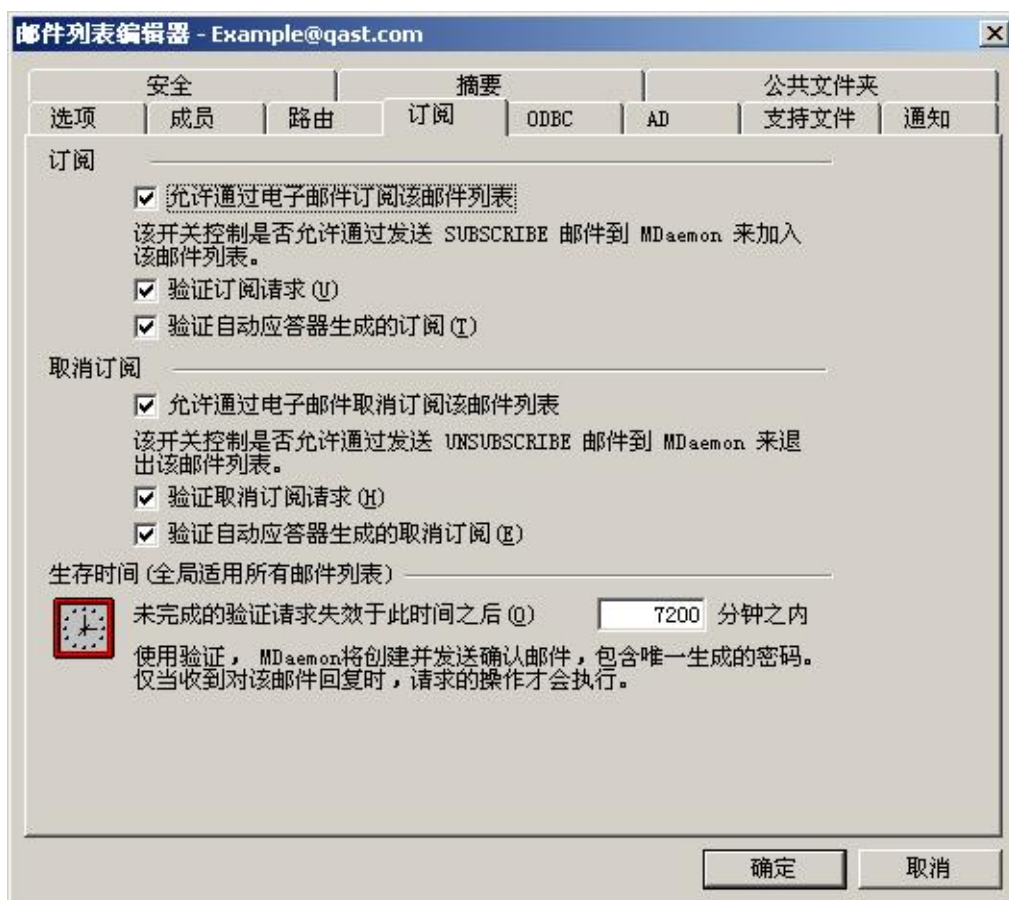 邮件列表编辑器 - Example@qast.com
安全 摘要 公共文件夹
选项 成员 路由 订阅 ODBC AD 支持文件 通知
订阅
允许通过电子邮件订阅该邮件列表
该开关控制是否允许通过发送 SUBSCRIBE 邮件到 MDaemon 来加入
该邮件列表。
验证订阅请求(U)
验证自动应答器生成的订阅(T)
取消订阅
允许通过电子邮件取消订阅该邮件列表
该开关控制是否允许通过发送 UNSUBSCRIBE 邮件到 MDaemon 来退
出该邮件列表。
验证取消订阅请求(H)
验证自动应答器生成的取消订阅(E)
生存时间(全局适用所有邮件列表)
未完成的验证请求失效于此时间之后(O) 7200 分钟之内
使用验证， MDaemon将创建并发送确认邮件，包含唯一生成的密码。
仅当收到对该邮件回复时，请求的操作才会执行。
确定 取消